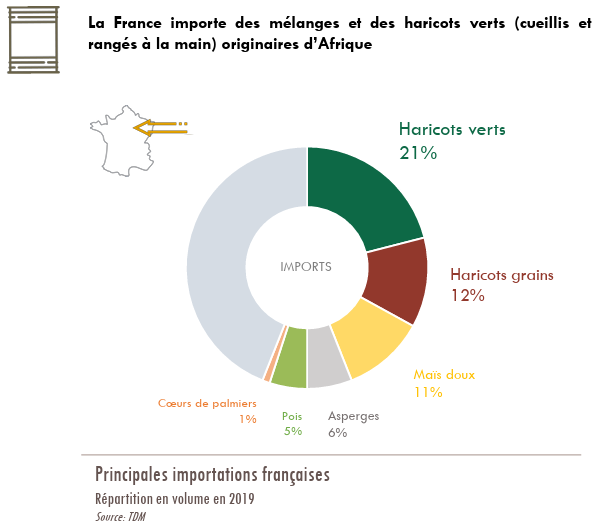 La France importe des mélanges et des haricots verts (cueillis et
rangés à la main) originaires d'Afrique
Haricots verts
21%
IMPORTS
Haricots grains
12%
Maïs doux
11%
Cœurs de palmiers
1%
Pois
5%
Asperges
6%
Principales importations françaises
Répartition en volume en 2019
Source: TDM